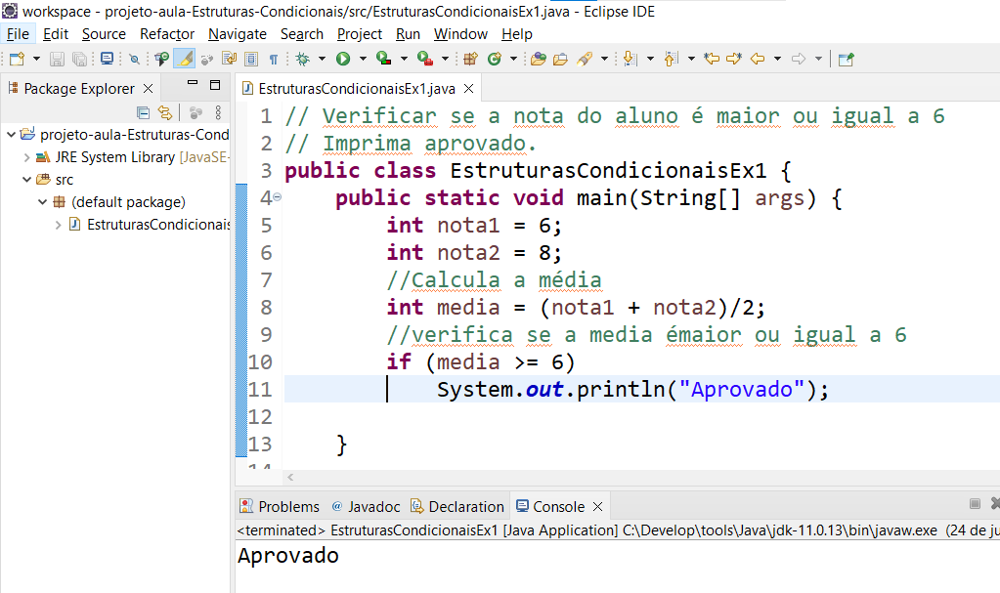 workspace - projeto-aula-Estruturas-Condicionais/src/EstruturasCondicionaisEx1.java - Eclipse IDE
File Edit Source Refactor Navigate Search Project Run Window Help
Package Explorer
projeto-aula-Estruturas-Cond
JRE System Library [JavaSE-
src
(default package)
EstruturasCondicionais
EstruturasCondicionaisEx1.java
1 // Verificar se a nota do aluno é maior ou igual a 6
2 // Imprima aprovado.
3 public class EstruturasCondicionaisEx1 {
4 public static void main(String[] args) {
5 int nota1 = 6;
6 int nota2 = 8;
7 //Calcula a média
8 int media = (nota1 + nota2)/2;
9 //verifica se a media émaior ou igual a 6
10 if (media >= 6)
11 System.out.println("Aprovado");
12
13 }
14
Problems Javadoc Declaration Console
<terminated> EstruturasCondicionaisEx1 [Java Application] C:\Develop\tools\Java\jdk-11.0.13\bin\javaw.exe (24 de ju
Aprovado